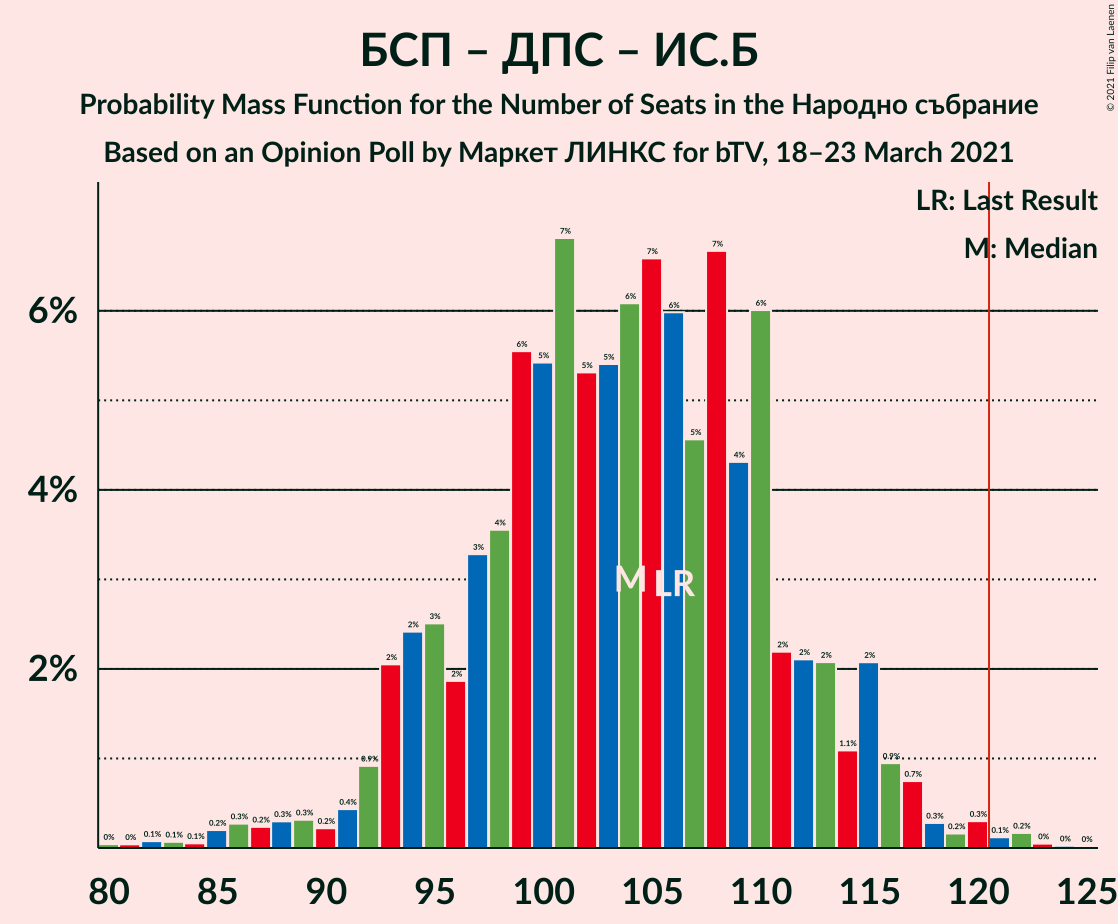 БСП – ДПС – ИС.Б
Probability Mass Function for the Number of Seats in the Народно събрание
Based on an Opinion Poll by Маркет ЛИНКС for bTV, 18–23 March 2021
© 2021 Filip van Laenen
LR: Last Result
M: Median
6%
4%
2%
0% 0% 0.1% 0.1% 0.1% 0.2% 0.3% 0.2% 0.3% 0.3% 0.2% 0.4% 0.9% 2% 2% 3% 2% 3% 4% 6% 5% 7% 5% 5% 6% 7% 6% 5% 7% 4% 6% 2% 2% 2% 1.1% 2% 0.9% 0.7% 0.3% 0.2% 0.3% 0.1% 0.2% 0% 0% 0%
M LR
80 85 90 95 100 105 110 115 120 125